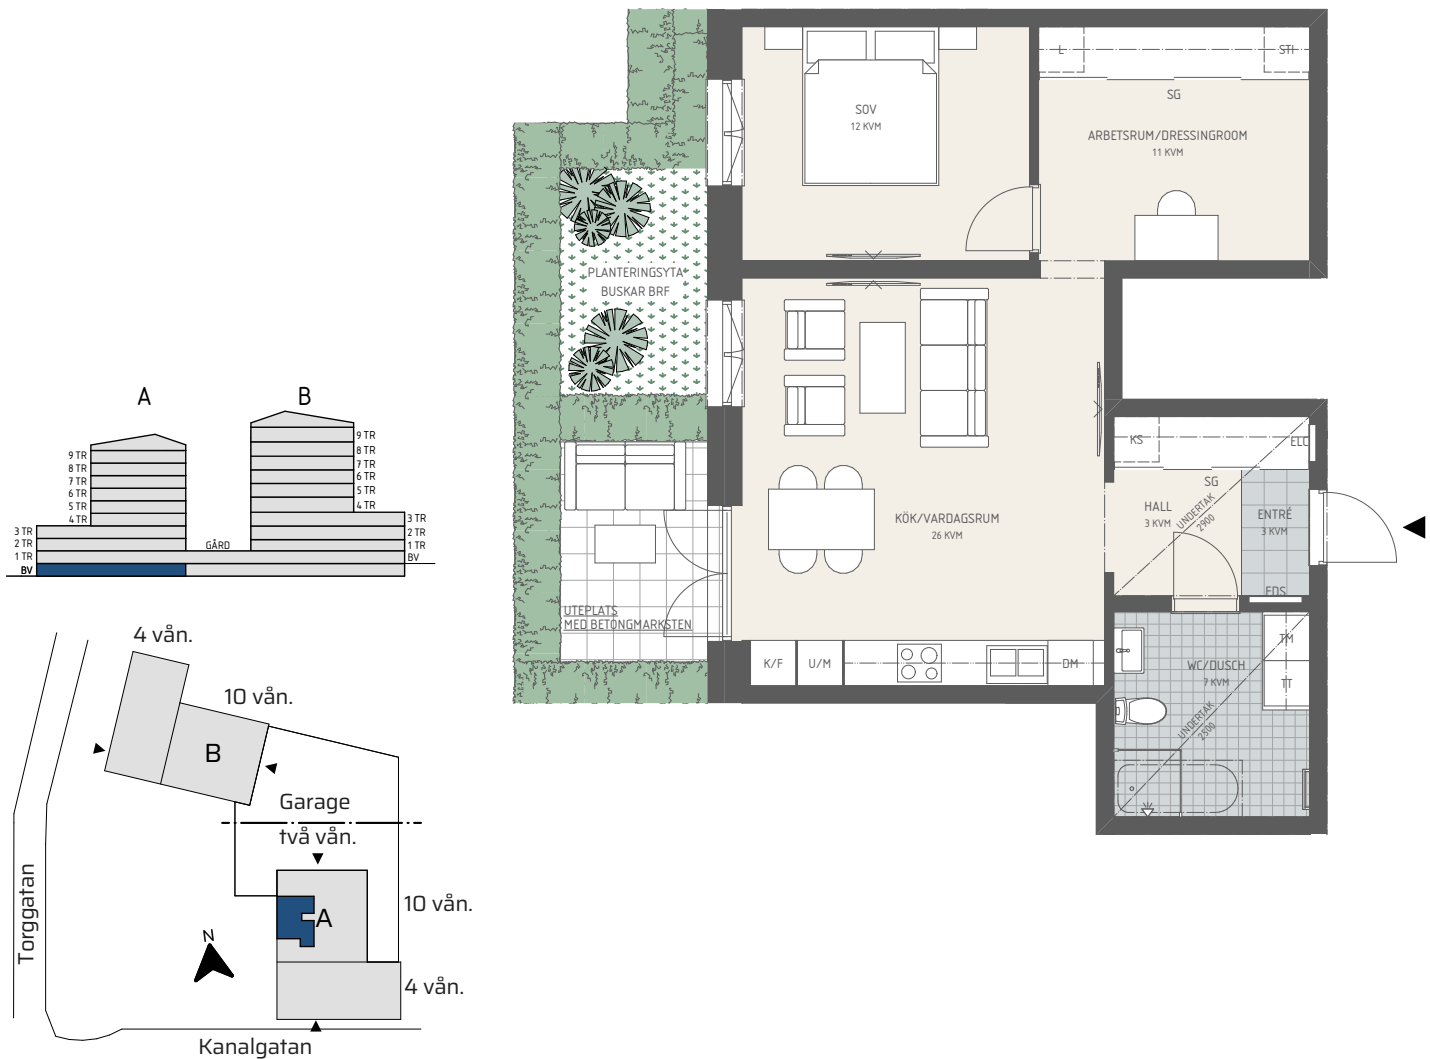 A
B
9 TR
8 TR
7 TR
6 TR
5 TR
4 TR
3 TR
2 TR
1 TR
BV
GÅRD
9 TR
8 TR
7 TR
6 TR
5 TR
4 TR
3 TR
2 TR
1 TR
BV
4 vån.
10 vån.
B
Garage
två vån.
A
10 vån.
4 vån.
N
Torggatan
Kanalgatan
SOV
12 KVM
L
STI
SG
ARBETSRUM/DRESSINGROOM
11 KVM
PLANTERINGSYTA
BUSKAR BRF
KÖK/VARDAGSRUM
26 KVM
UTEPLATS
MED BETONGMARKSTEN
K/F
U/M
DM
KS
ELC
SG
HALL
3 KVM
UNDERTAK
2900
ENTRÉ
3 KVM
FDS
WC/DUSCH
7 KVM
TM
TT
UNDERTAK
2500